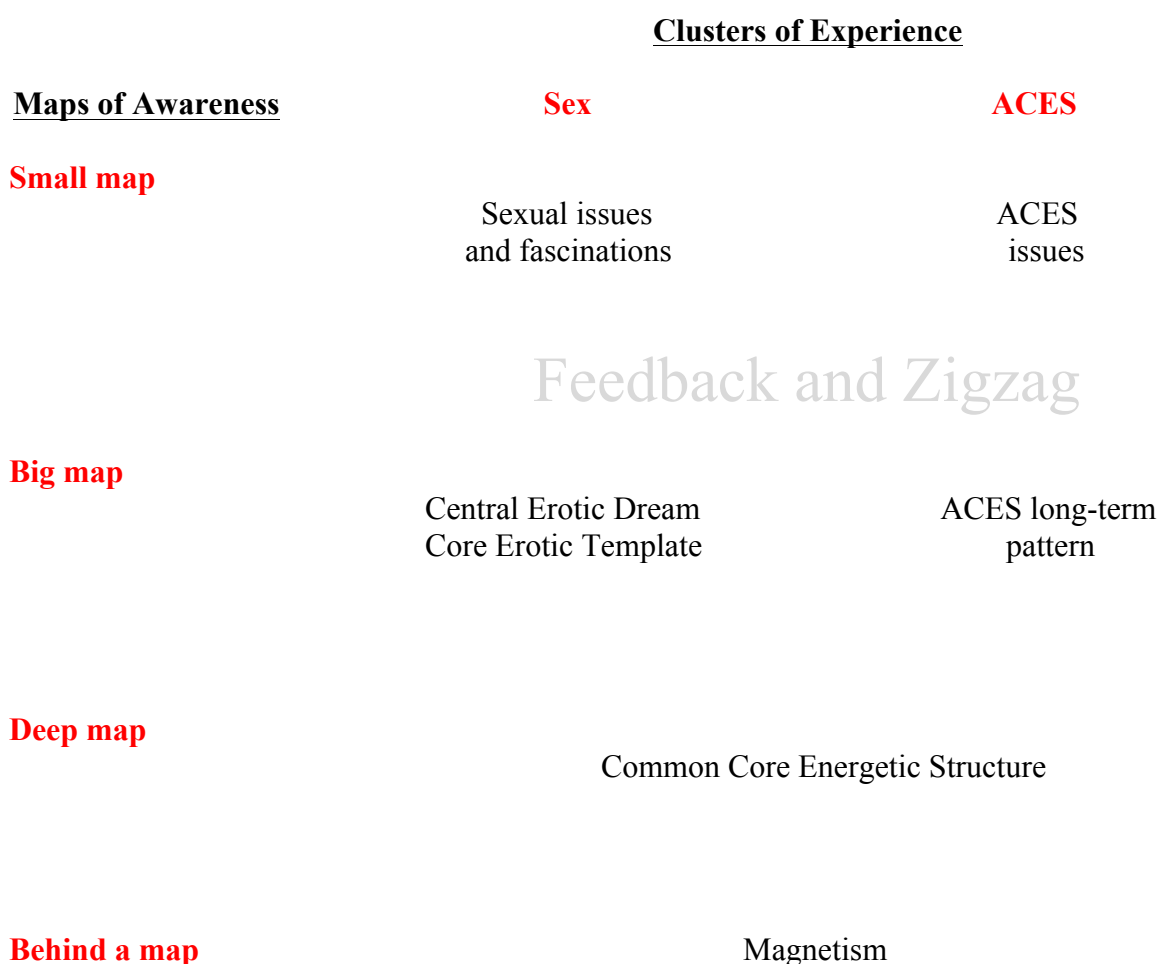 Clusters of Experience
Maps of Awareness Sex ACES
Small map
Sexual issues ACES
and fascinations issues
Feedback and Zigzag
Big map
Central Erotic Dream ACES long-term
Core Erotic Template pattern
Deep map
Common Core Energetic Structure
Behind a map Magnetism